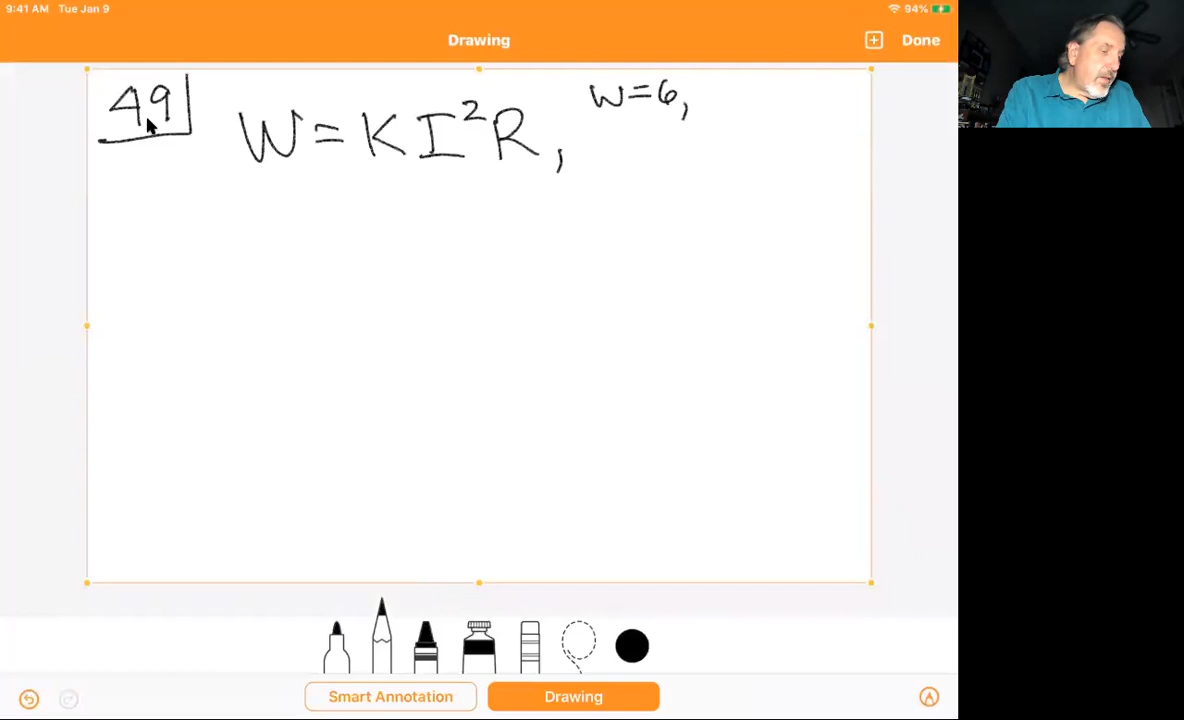 9:41 AM Tue Jan 9 94%
Drawing Done
49 W = K I² R, W=6,
Smart Annotation Drawing